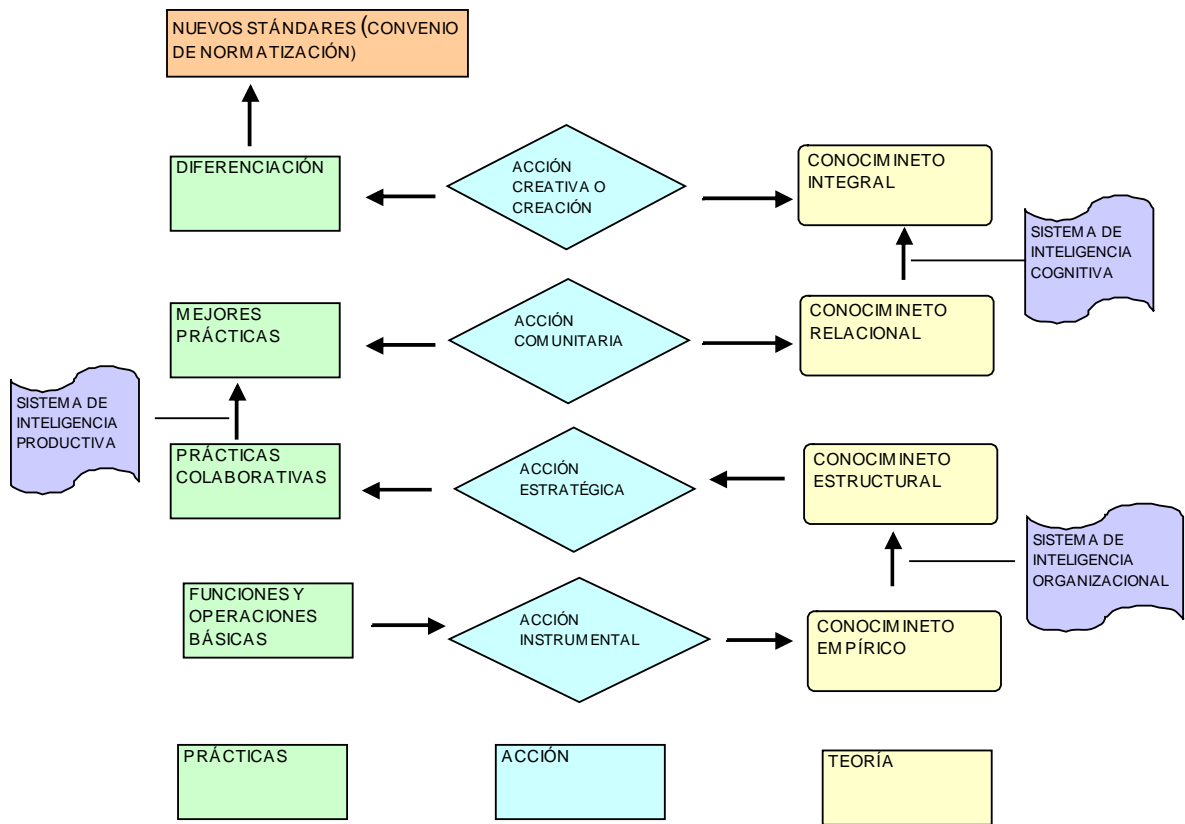 NUEVOS STÁNDARES (CONVENIO
DE NORMATIZACIÓN)
DIFERENCIACIÓN
ACCIÓN
CREATIVA O
CREACIÓN
CONOCIMINETO
INTEGRAL
SISTEMA DE
INTELIGENCIA
COGNITIVA
MEJORES
PRÁCTICAS
ACCIÓN
COMUNITARIA
CONOCIMINETO
RELACIONAL
SISTEMA DE
INTELIGENCIA
PRODUCTIVA
PRÁCTICAS
COLABORATIVAS
ACCIÓN
ESTRATÉGICA
CONOCIMINETO
ESTRUCTURAL
SISTEMA DE
INTELIGENCIA
ORGANIZACIONAL
FUNCIONES Y
OPERACIONES
BÁSICAS
ACCIÓN
INSTRUMENTAL
CONOCIMINETO
EMPÍRICO
PRÁCTICAS
ACCIÓN
TEORÍA